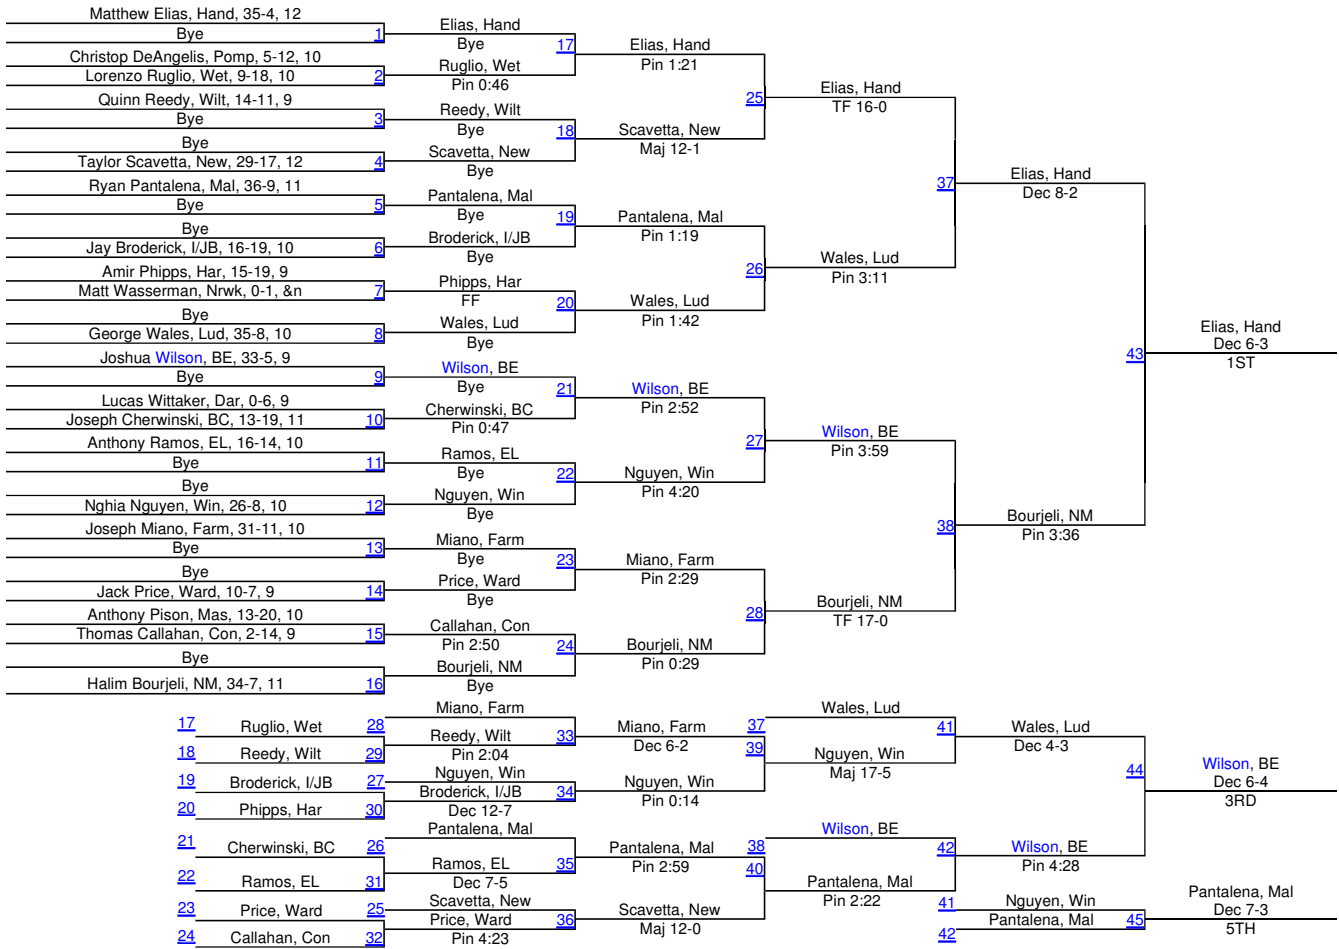 Matthew Elias, Hand, 35-4, 12
Bye
1
Christop DeAngelis, Pomp, 5-12, 10
Lorenzo Ruglio, Wet, 9-18, 10
2
Quinn Reedy, Wilt, 14-11, 9
Bye
3
Bye
Taylor Scavetta, New, 29-17, 12
4
Ryan Pantalena, Mal, 36-9, 11
Bye
5
Bye
Jay Broderick, I/JB, 16-19, 10
6
Amir Phipps, Har, 15-19, 9
Matt Wasserman, Nrwk, 0-1, &n
7
Bye
George Wales, Lud, 35-8, 10
8
Joshua Wilson, BE, 33-5, 9
Bye
9
Lucas Wittaker, Dar, 0-6, 9
Joseph Cherwinski, BC, 13-19, 11
10
Anthony Ramos, EL, 16-14, 10
Bye
11
Bye
Nghia Nguyen, Win, 26-8, 10
12
Joseph Miano, Farm, 31-11, 10
Bye
13
Bye
Jack Price, Ward, 10-7, 9
14
Anthony Pison, Mas, 13-20, 10
Thomas Callahan, Con, 2-14, 9
15
Bye
Halim Bourjeli, NM, 34-7, 11
16
Elias, Hand
Bye
17
Ruglio, Wet
Pin 0:46
Reedy, Wilt
Bye
18
Scavetta, New
Bye
Pantalena, Mal
Bye
19
Broderick, I/JB
Bye
Phipps, Har
FF
20
Wales, Lud
Bye
Wilson, BE
Bye
21
Cherwinski, BC
Pin 0:47
Ramos, EL
Bye
22
Nguyen, Win
Bye
Miano, Farm
Bye
23
Price, Ward
Bye
Callahan, Con
Pin 2:50
24
Bourjeli, NM
Bye
Elias, Hand
Pin 1:21
25
Scavetta, New
Maj 12-1
Pantalena, Mal
Pin 1:19
26
Wales, Lud
Pin 1:42
Wilson, BE
Pin 2:52
27
Nguyen, Win
Pin 4:20
Miano, Farm
Pin 2:29
28
Bourjeli, NM
Pin 0:29
Elias, Hand
TF 16-0
37
Wales, Lud
Pin 3:11
Wilson, BE
Pin 3:59
38
Bourjeli, NM
TF 17-0
Elias, Hand
Dec 8-2
43
Bourjeli, NM
Pin 3:36
Elias, Hand
Dec 6-3
1ST
17 Ruglio, Wet 28
18 Reedy, Wilt 29
19 Broderick, I/JB 27
20 Phipps, Har 30
21 Cherwinski, BC 26
22 Ramos, EL 31
23 Price, Ward 25
24 Callahan, Con 32
Miano, Farm
Reedy, Wilt 33
Pin 2:04
Nguyen, Win
Broderick, I/JB 34
Dec 12-7
Pantalena, Mal
Ramos, EL 35
Dec 7-5
Scavetta, New
Price, Ward 36
Pin 4:23
Miano, Farm 37
Dec 6-2 39
Nguyen, Win
Pin 0:14
Pantalena, Mal 38
Pin 2:59 40
Scavetta, New
Maj 12-0
Wales, Lud
41
Nguyen, Win
Maj 17-5
Wilson, BE
42
Pantalena, Mal
Pin 2:22
Wales, Lud
Dec 4-3
44
Wilson, BE
Pin 4:28
41 Nguyen, Win
Pantalena, Mal 45
42
Wilson, BE
Dec 6-4
3RD
Pantalena, Mal
Dec 7-3
5TH